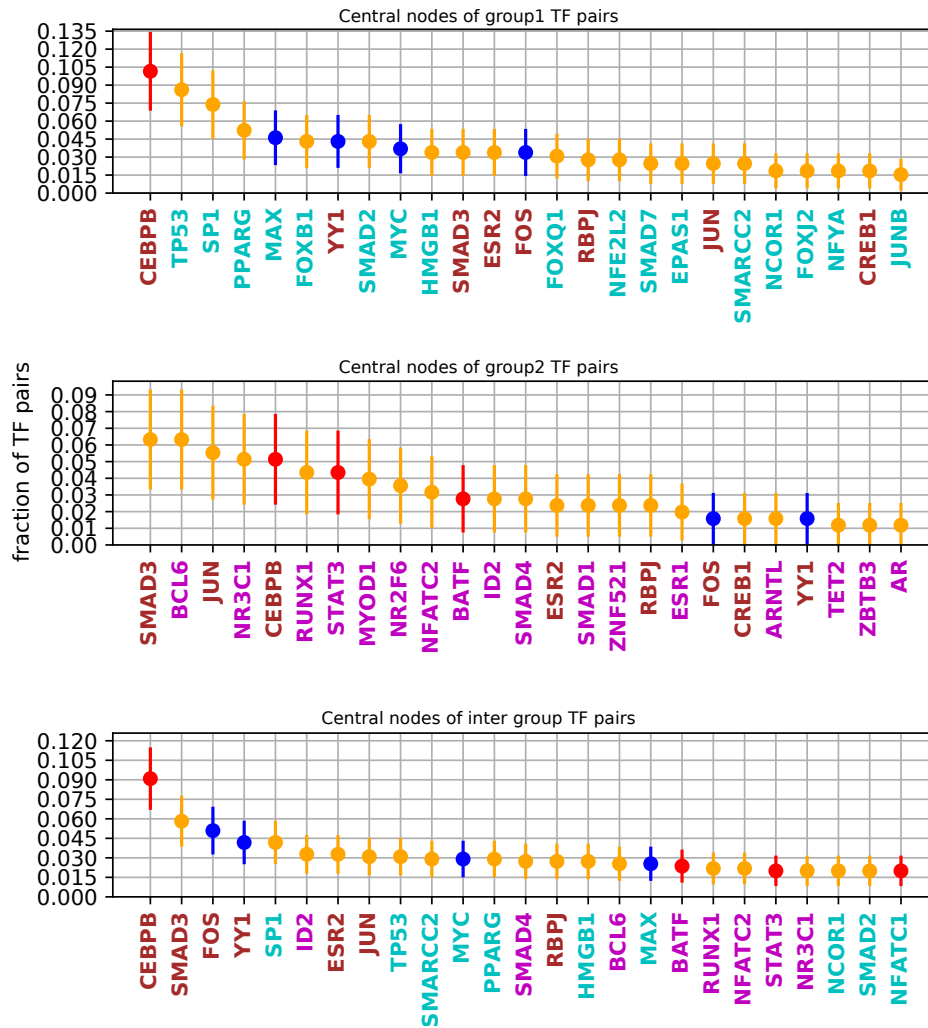 Central nodes of group1 TF pairs
0.135
0.120
0.105
0.090
0.075
0.060
0.045
0.030
0.015
0.000
CEBPB
TP53
SP1
PPARG
MAX
FOXB1
YY1
SMAD2
MYC
HMGB1
SMAD3
ESR2
FOS
FOXQ1
RBPJ
NFE2L2
SMAD7
EPAS1
JUN
SMARCC2
NCOR1
FOXJ2
NFYA
CREB1
JUNB
fraction of TF pairs
Central nodes of group2 TF pairs
0.09
0.08
0.07
0.06
0.05
0.04
0.03
0.02
0.01
0.00
SMAD3
BCL6
JUN
NR3C1
CEBPB
RUNX1
STAT3
MYOD1
NR2F6
NFATC2
BATF
ID2
SMAD4
ESR2
SMAD1
ZNF521
RBPJ
ESR1
FOS
CREB1
ARNTL
YY1
TET2
ZBTB3
AR
Central nodes of inter group TF pairs
0.120
0.105
0.090
0.075
0.060
0.045
0.030
0.015
0.000
CEBPB
SMAD3
FOS
YY1
SP1
ID2
ESR2
JUN
TP53
SMARCC2
MYC
PPARG
SMAD4
RBPJ
HMGB1
BCL6
MAX
BATF
RUNX1
NFATC2
STAT3
NR3C1
NCOR1
SMAD2
NFATC1